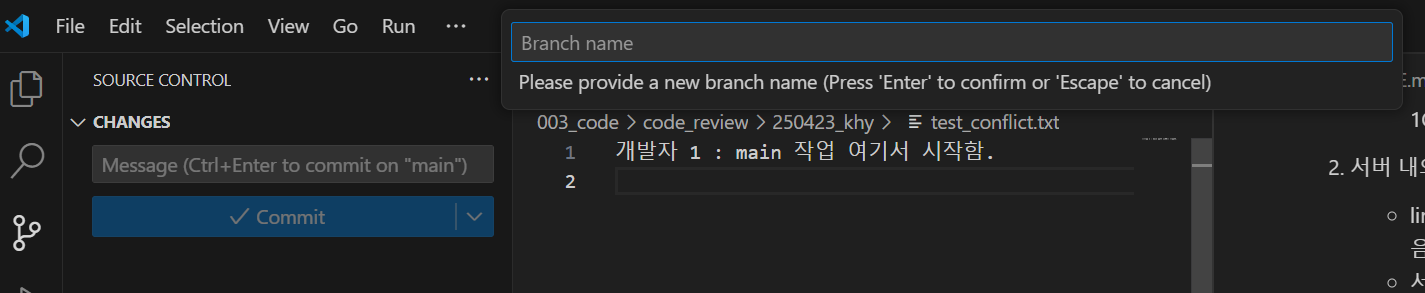 File Edit Selection View Go Run ...
Branch name
Please provide a new branch name (Press 'Enter' to confirm or 'Escape' to cancel)
SOURCE CONTROL ...
CHANGES
Message (Ctrl+Enter to commit on "main")
Commit
003_code > code_review > 250423_khy > test_conflict.txt
1 개발자 1 : main 작업 여기서 시작함.
2
E.m
2. 서버 내
서